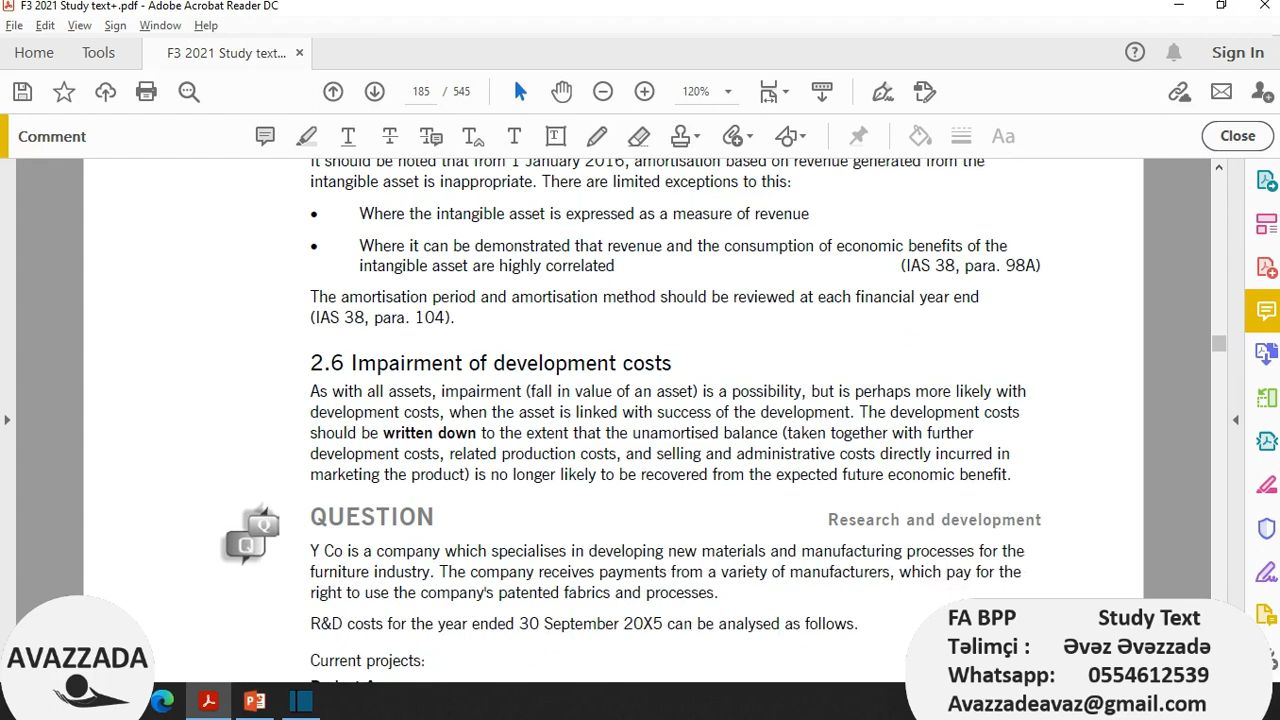 F3 2021 Study text+.pdf - Adobe Acrobat Reader DC
File Edit View Sign Window Help
Home Tools F3 2021 Study text... × Sign In
185 / 545 120%
Comment Close
It should be noted that from 1 January 2016, amortisation based on revenue generated from the
intangible asset is inappropriate. There are limited exceptions to this:
• Where the intangible asset is expressed as a measure of revenue
• Where it can be demonstrated that revenue and the consumption of economic benefits of the
intangible asset are highly correlated (IAS 38, para. 98A)
The amortisation period and amortisation method should be reviewed at each financial year end
(IAS 38, para. 104).
2.6 Impairment of development costs
As with all assets, impairment (fall in value of an asset) is a possibility, but is perhaps more likely with
development costs, when the asset is linked with success of the development. The development costs
should be written down to the extent that the unamortised balance (taken together with further
development costs, related production costs, and selling and administrative costs directly incurred in
marketing the product) is no longer likely to be recovered from the expected future economic benefit.
QUESTION Research and development
Y Co is a company which specialises in developing new materials and manufacturing processes for the
furniture industry. The company receives payments from a variety of manufacturers, which pay for the
right to use the company's patented fabrics and processes.
R&D costs for the year ended 30 September 20X5 can be analysed as follows.
Current projects:
AVAZZADA
FA BPP Study Text
Təlimçi : Əvəz Əvəzzadə
Whatsapp: 0554612539
Avazzadeavaz@gmail.com